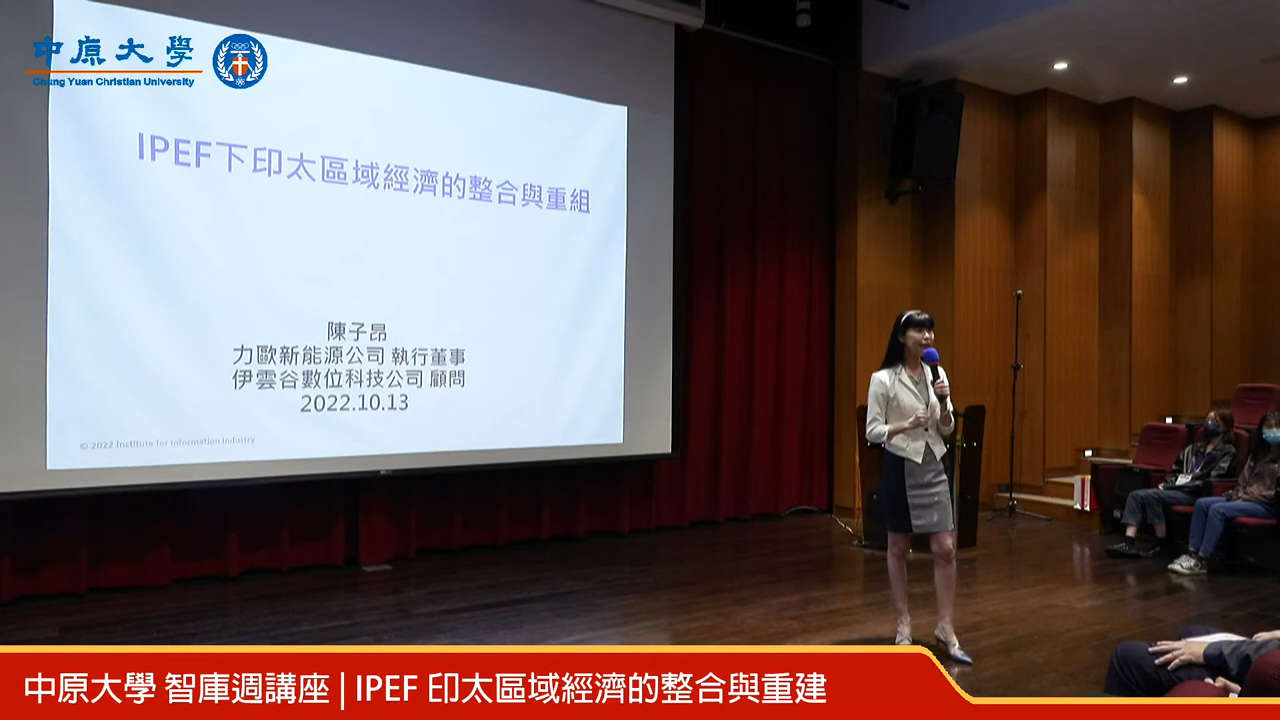 中原大學
Chung Yuan Christian University
IPEF下印太區域經濟的整合與重組
陳子昂
力歐新能源公司 執行董事
伊雲谷數位科技公司 顧問
2022.10.13
© 2022 Institute for Information Industry
中原大學 智庫週講座 | IPEF 印太區域經濟的整合與重建